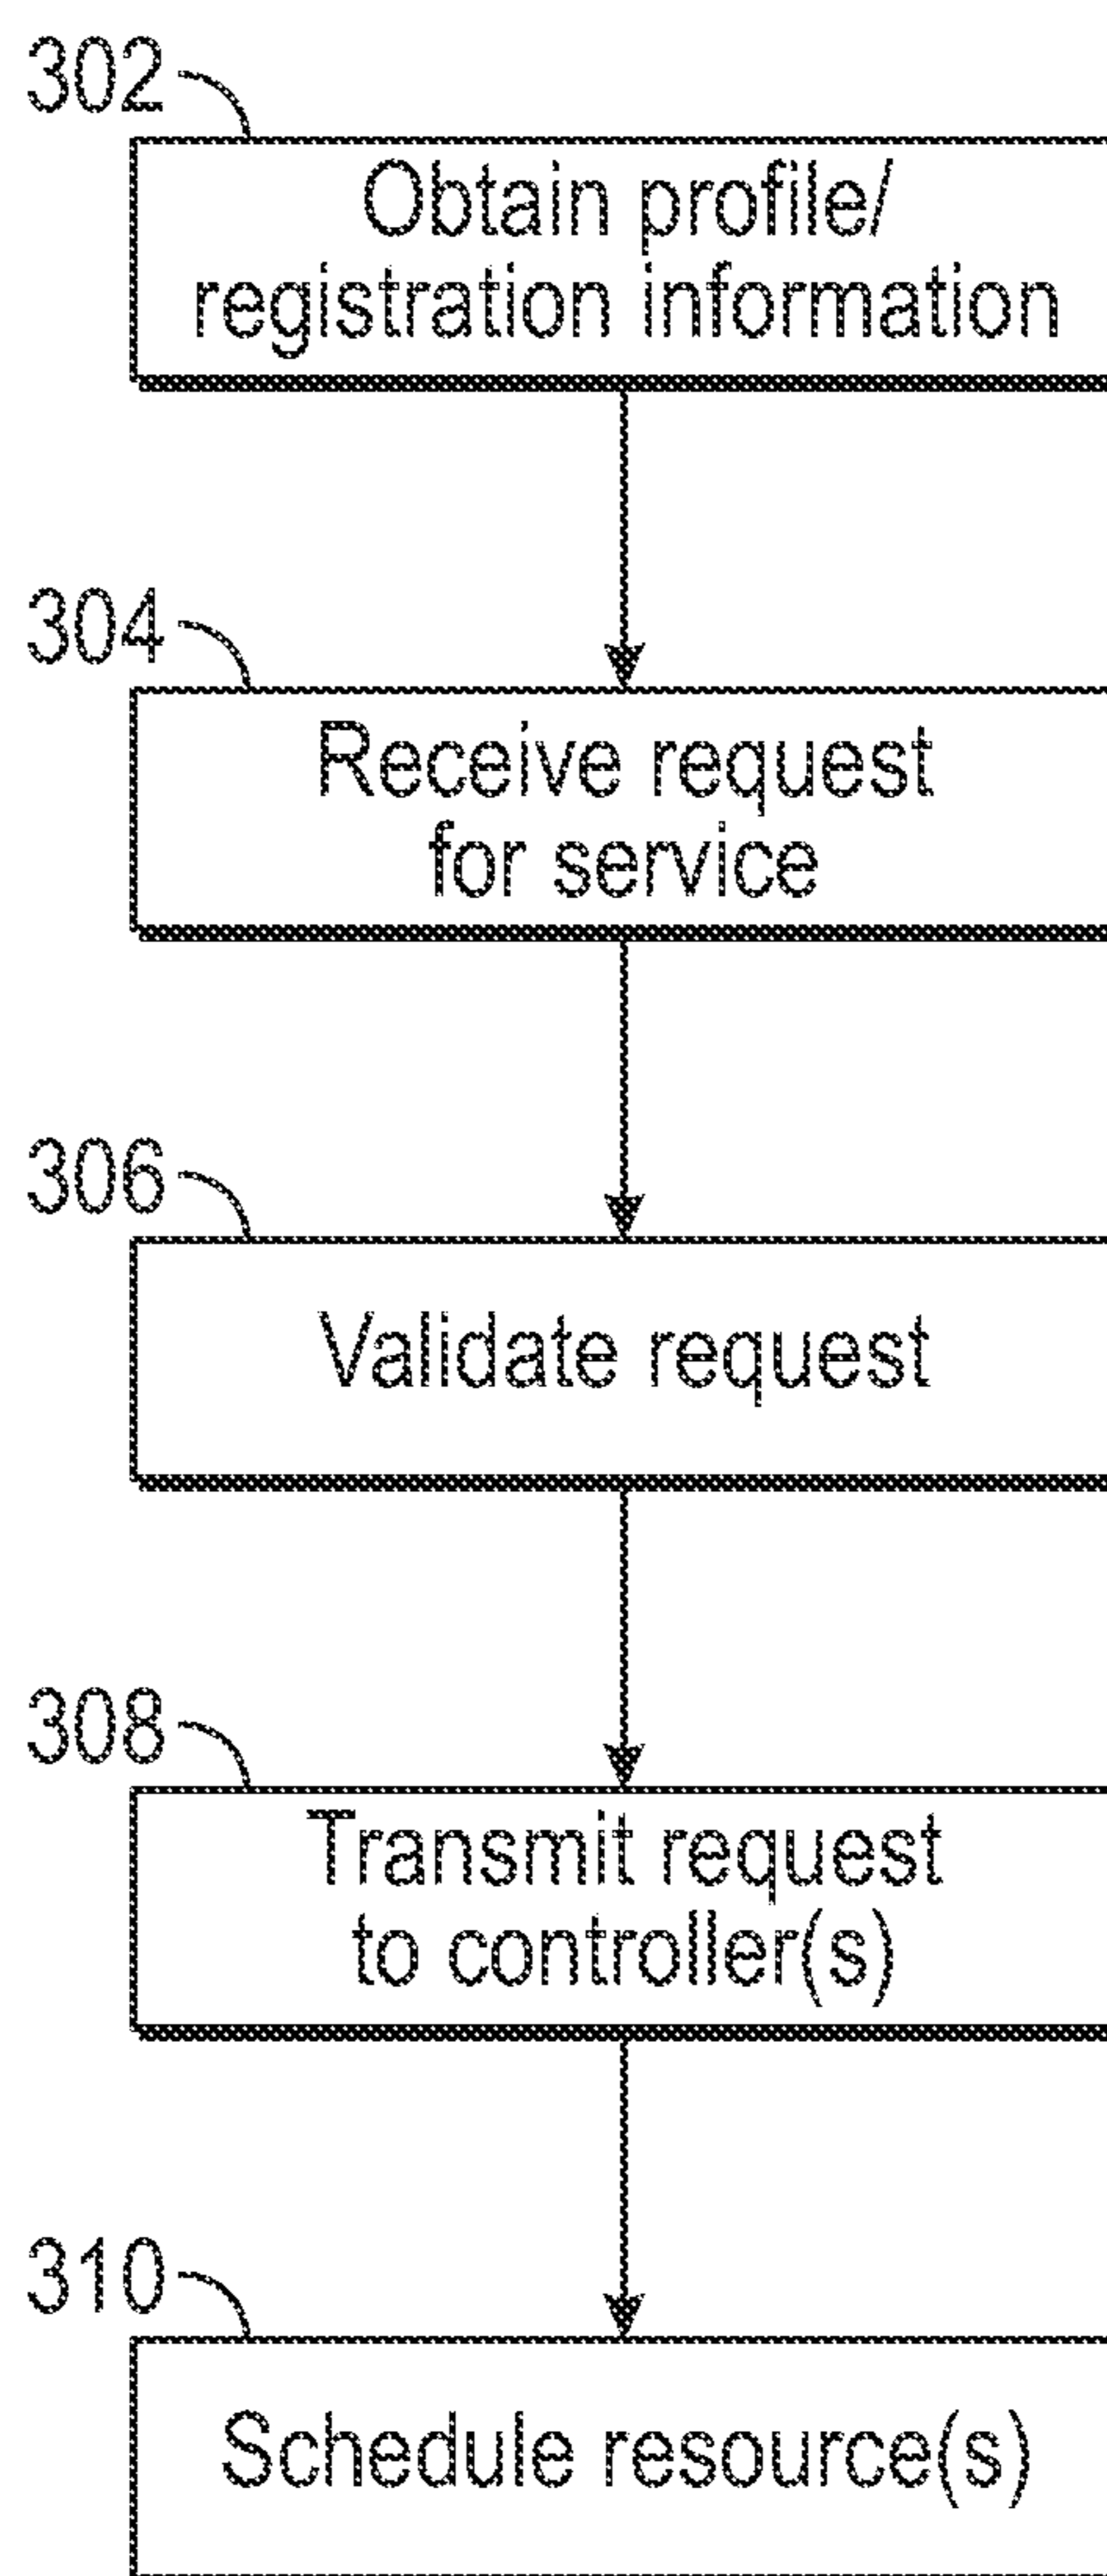 302
Obtain profile/
registration information
304
Receive request
for service
306
Validate request
308
Transmit request
to controller(s)
310
Schedule resource(s)